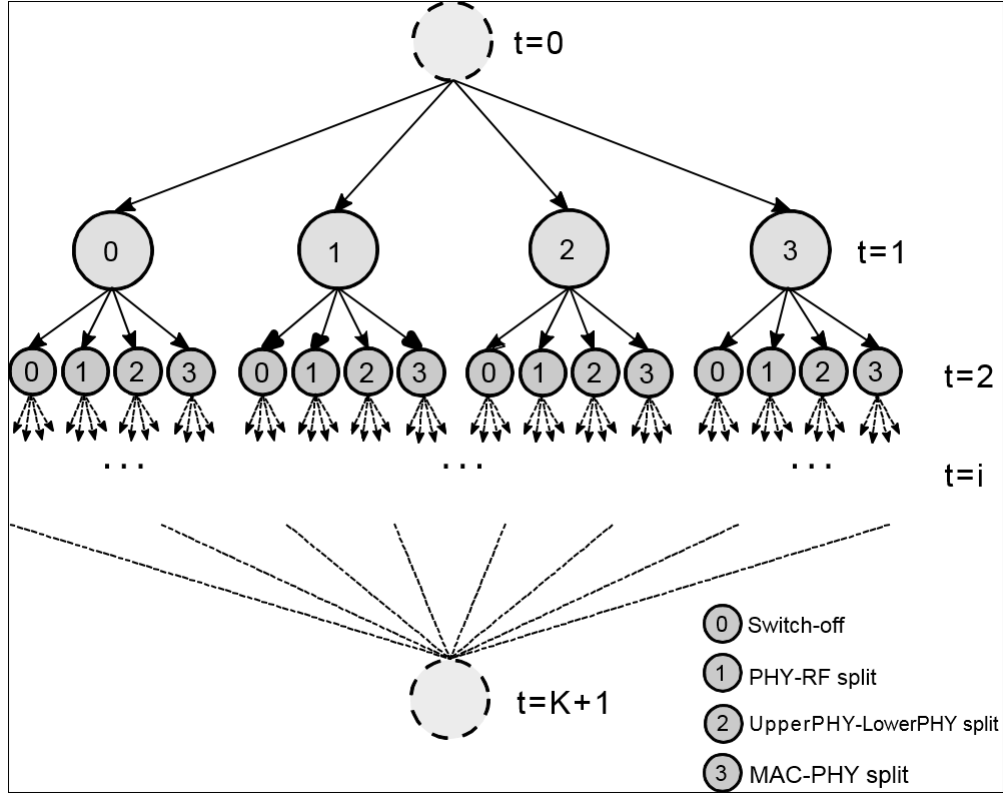 t=0
0 1 2 3 t=1
0 1 2 3 0 1 2 3 0 1 2 3 0 1 2 3 t=2
... ... ... t=i
0 Switch-off
1 PHY-RF split
t=K+1
2 UpperPHY-LowerPHY split
3 MAC-PHY split